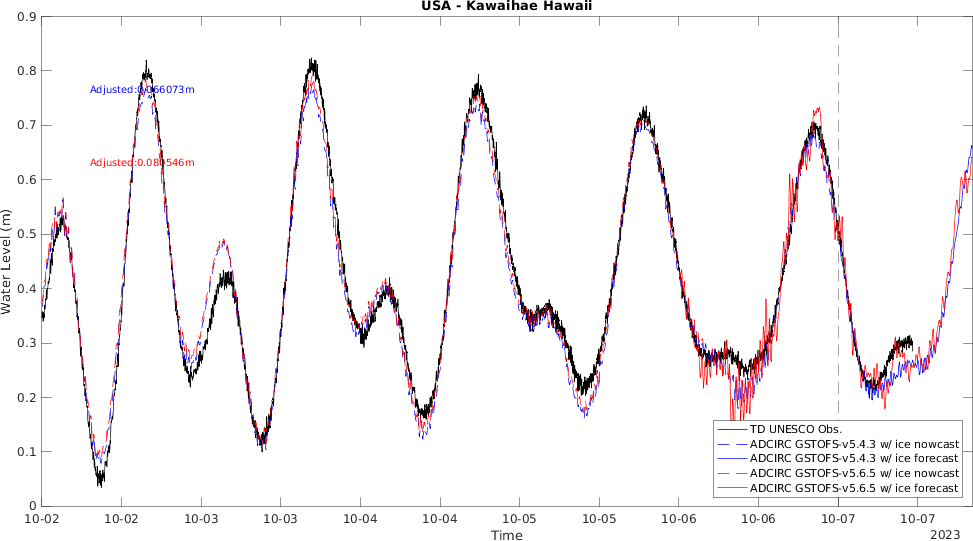 USA - Kawaihae Hawaii
0.9
0.8
0.7
0.6
0.5
0.4
0.3
0.2
0.1
0
Water Level (m)
Adjusted:0.066073m
Adjusted:0.080546m
TD UNESCO Obs.
ADCIRC GSTOFS-v5.4.3 w/ ice nowcast
ADCIRC GSTOFS-v5.4.3 w/ ice forecast
ADCIRC GSTOFS-v5.6.5 w/ ice nowcast
ADCIRC GSTOFS-v5.6.5 w/ ice forecast
10-02 10-02 10-03 10-03 10-04 10-04 10-05 10-05 10-06 10-06 10-07 10-07
Time
2023